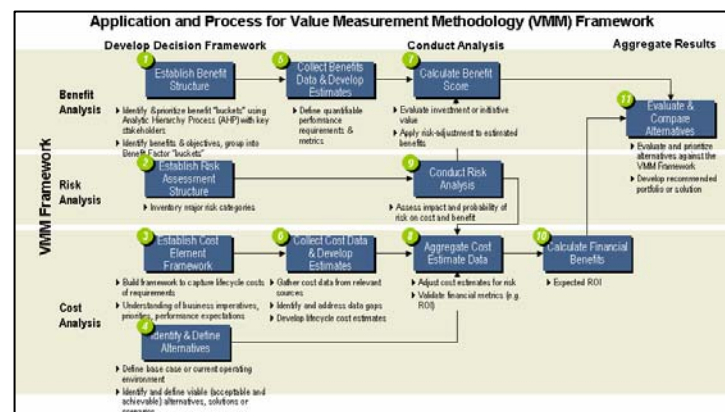 Application and Process for Value Measurement Methodology (VMM) Framework
Develop Decision Framework
Conduct Analysis
Aggregate Results
VMM Framework
Benefit
Analysis
1
Establish Benefit
Structure
Identify & prioritize benefit "buckets" using
Analytic Hierarchy Process (AHP) with key
stakeholders
Identify benefits & objectives, group into
Benefit Factor "buckets"
5
Collect Benefits
Data & Develop
Estimates
Define quantifiable
performance
requirements &
metrics
7
Calculate Benefit
Score
Evaluate investment or initiative
value
Apply risk-adjustment to estimated
benefits
11
Evaluate &
Compare
Alternatives
Evaluate and prioritize
alternatives against the
VMM Framework
Develop recommended
portfolio or solution
Risk
Analysis
2
Establish Risk
Assessment
Structure
Inventory major risk categories
9
Conduct Risk
Analysis
Assess impact and probability of
risk on cost and benefit
Cost
Analysis
3
Establish Cost
Element Framework
Build framework to capture lifecycle costs
of requirements
Understanding of business imperatives,
priorities, performance expectations
6
Collect Cost Data
& Develop
Estimates
Gather cost data from relevant
sources
Identify and address data gaps
Develop lifecycle cost estimates
8
Aggregate Cost
Estimate Data
Adjust cost estimates for risk
Validate financial metrics (e.g.
ROI)
10
Calculate Financial
Benefits
Expected ROI
4
Identify & Define
Alternatives
Define base case or current operating
environment
Identify and define viable (acceptable and
achievable) alternatives, solutions or